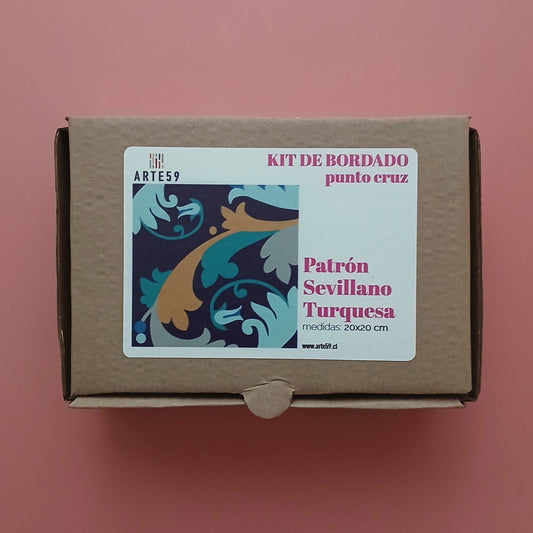 ARTE59
KIT DE BORDADO
punto cruz
Patrón
Sevillano
Turquesa
medidas: 20x20 cm
www.arte59.cl